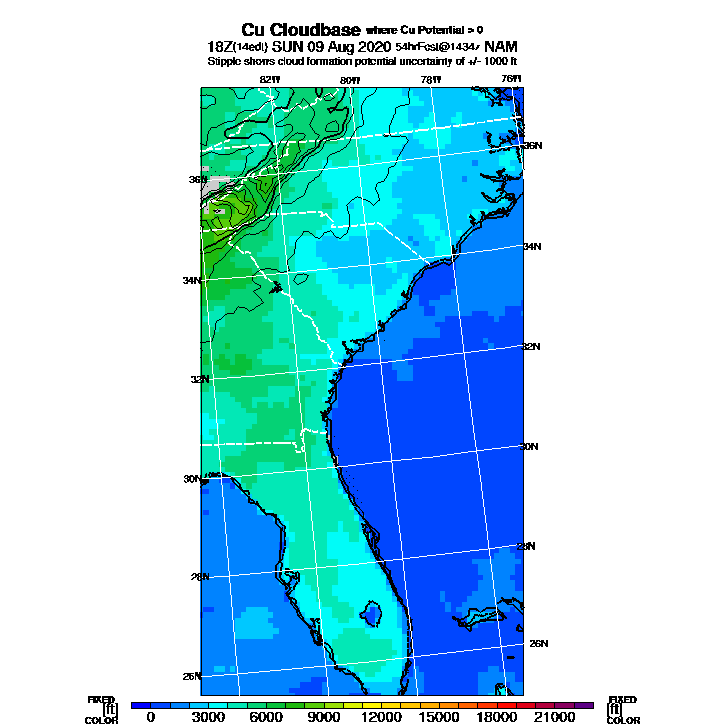 Cu Cloudbase where Cu Potential > 0
18Z(14edt) SUN 09 Aug 2020 54hrFcst@1434z NAM
Stipple shows cloud formation potential uncertainty of +/- 1000 ft
82W 80W 78W 76W
36N 36N
34N 34N
32N 32N
30N 30N
28N 28N
26N 26N
FIXED FIXED
[ft] [ft]
COLOR COLOR
0 3000 6000 9000 12000 15000 18000 21000